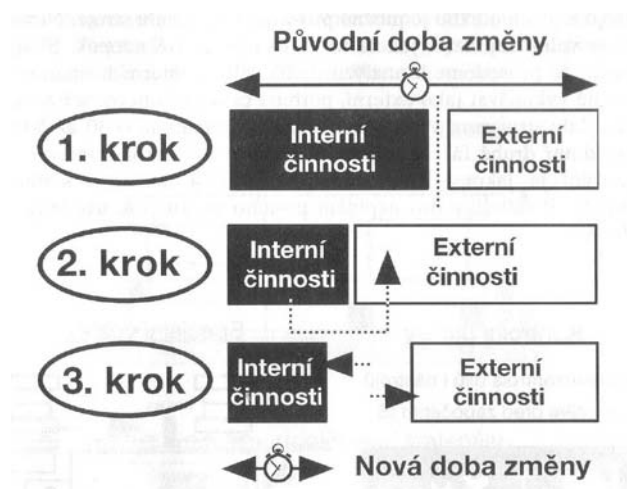 Původní doba změny
1. krok
Interní
činnosti
Externí
činnosti
2. krok
Interní
činnosti
Externí
činnosti
3. krok
Interní
činnosti
Externí
činnosti
Nová doba změny